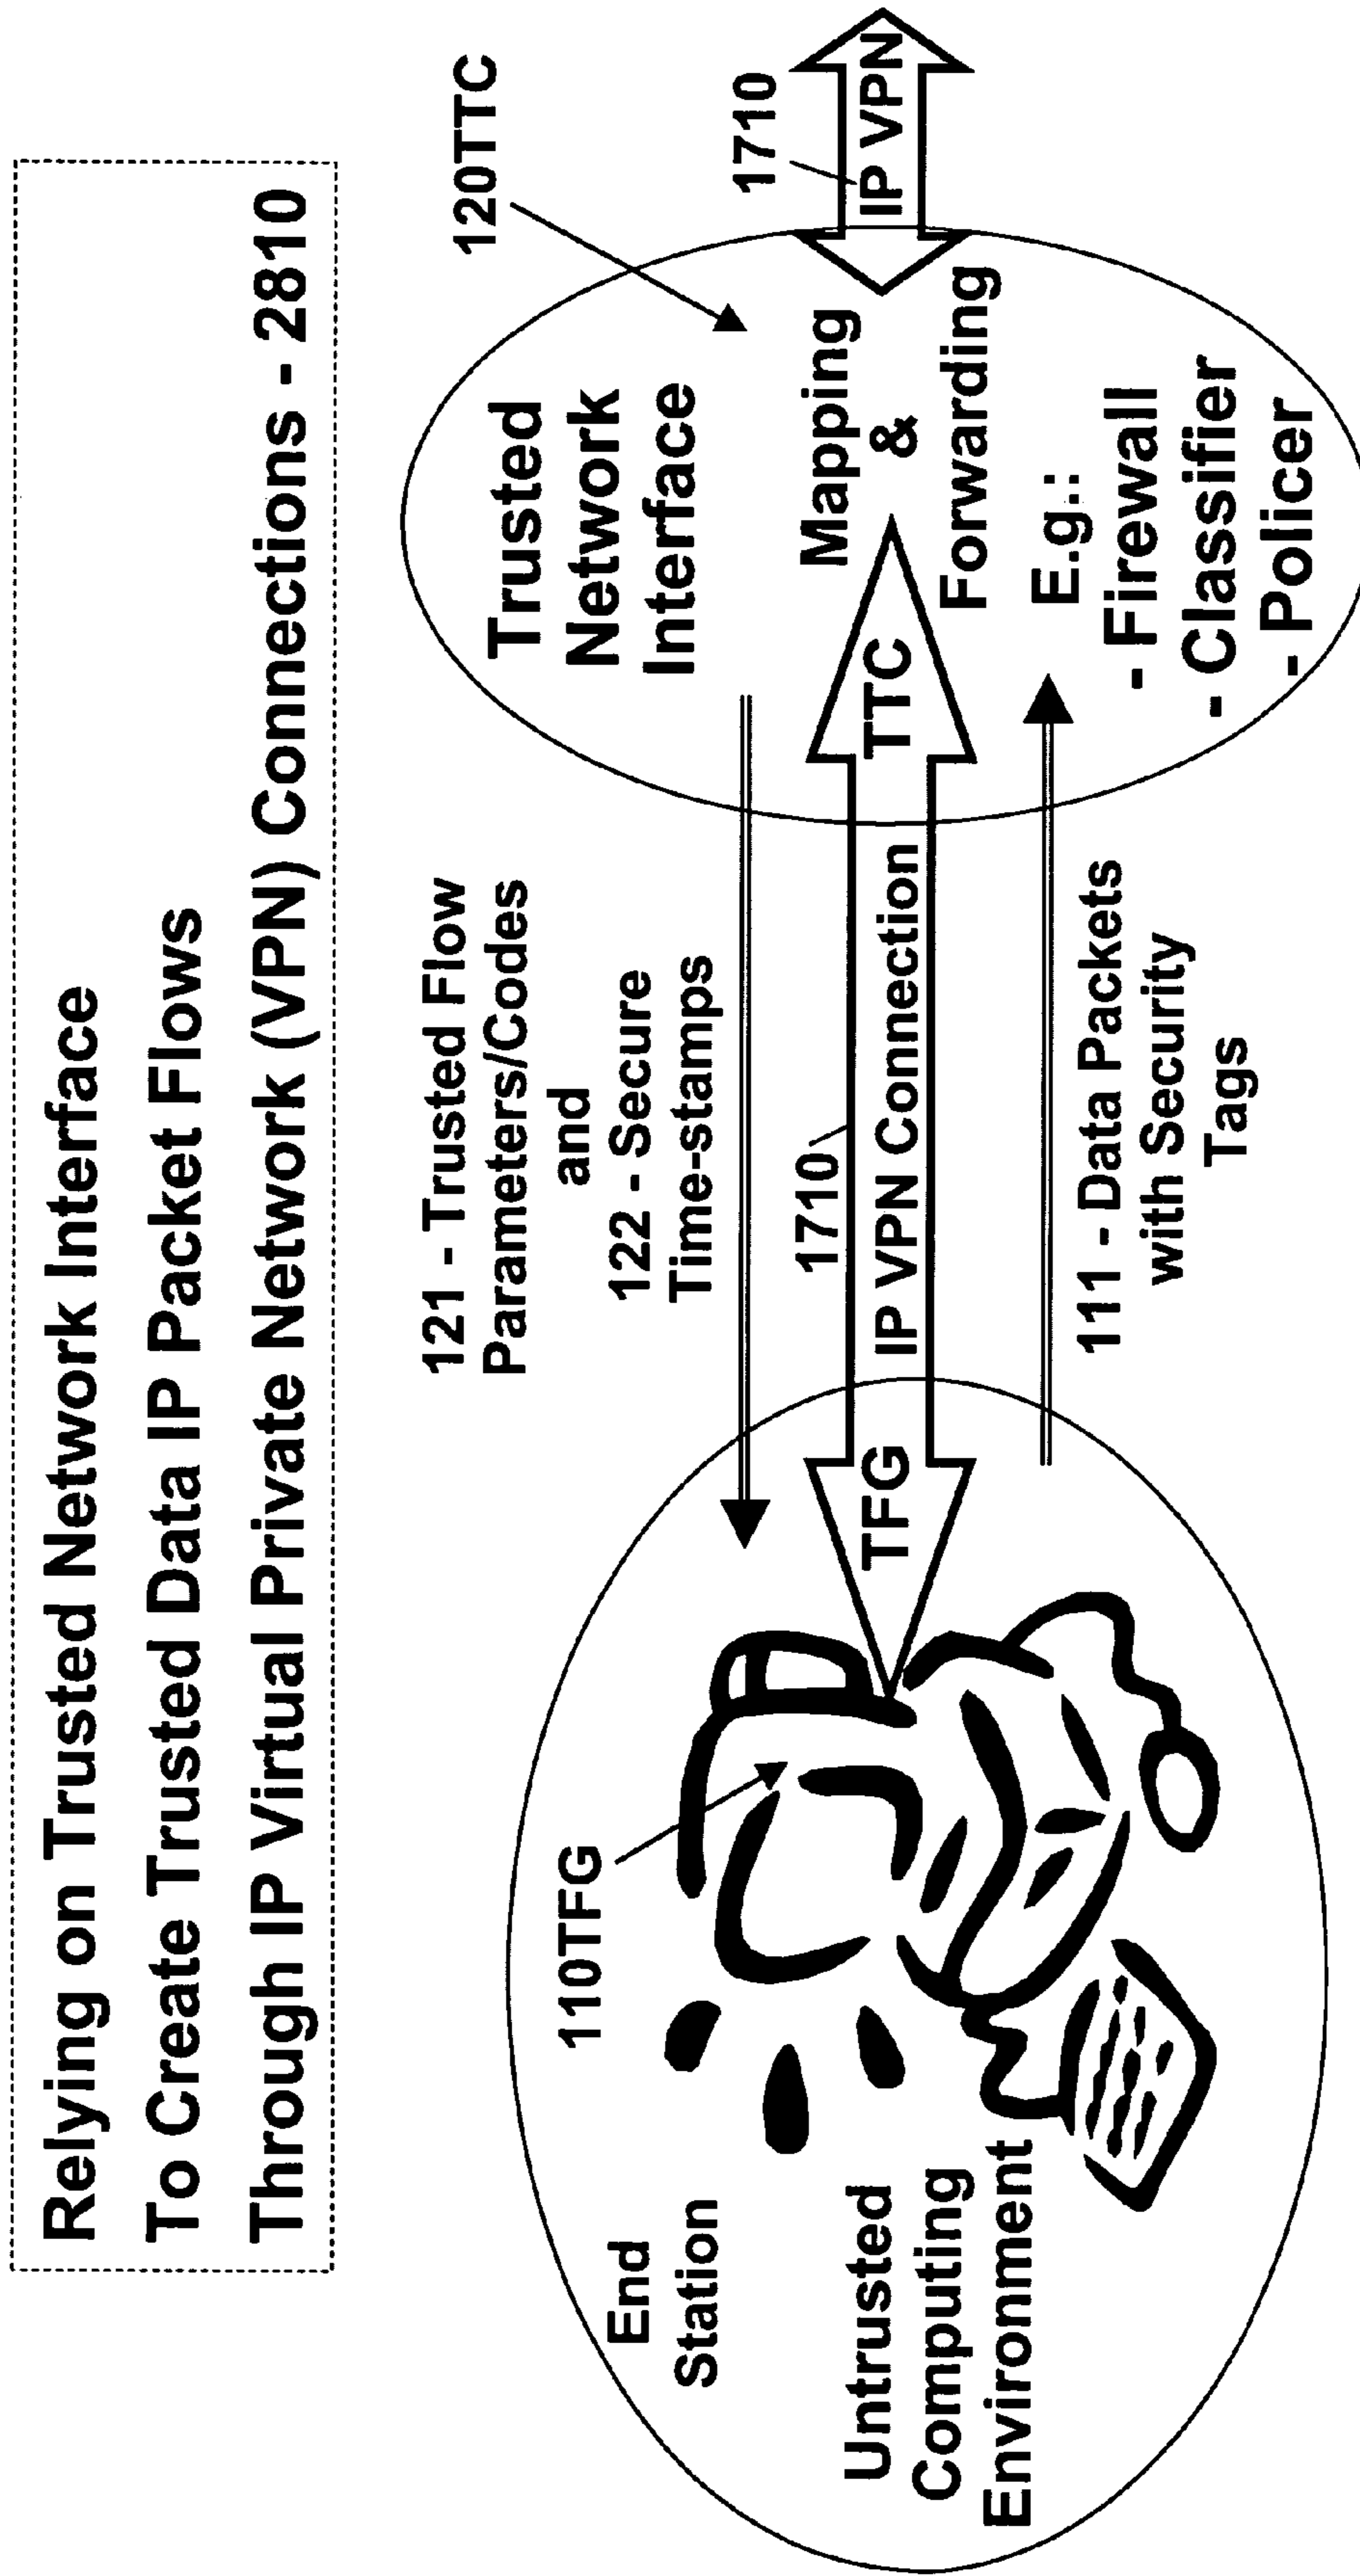 Relying on Trusted Network Interface
To Create Trusted Data IP Packet Flows
Through IP Virtual Private Network (VPN) Connections - 2810
End
Station
110TFG
Untrusted
Computing
Environment
TFG
121 - Trusted Flow
Parameters/Codes
and
122 - Secure
Time-stamps
1710
IP VPN Connection
111 - Data Packets
with Security
Tags
TTC
120TTC
Trusted
Network
Interface
Mapping
&
Forwarding
E.g.:
- Firewall
- Classifier
- Policer
1710
IP VPN